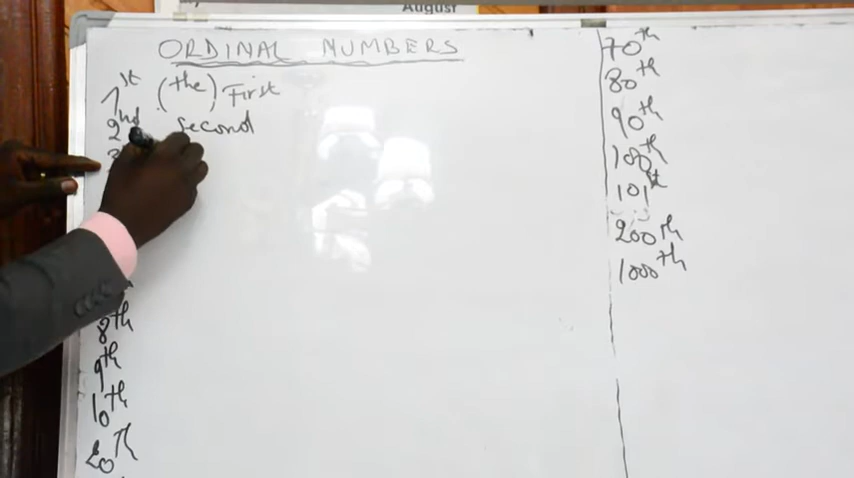 August
ORDINAL NUMBERS
1st (the) First
2nd " second
8th
9th
10th
20th
70th
80th
90th
100th
101st
200th
1000th